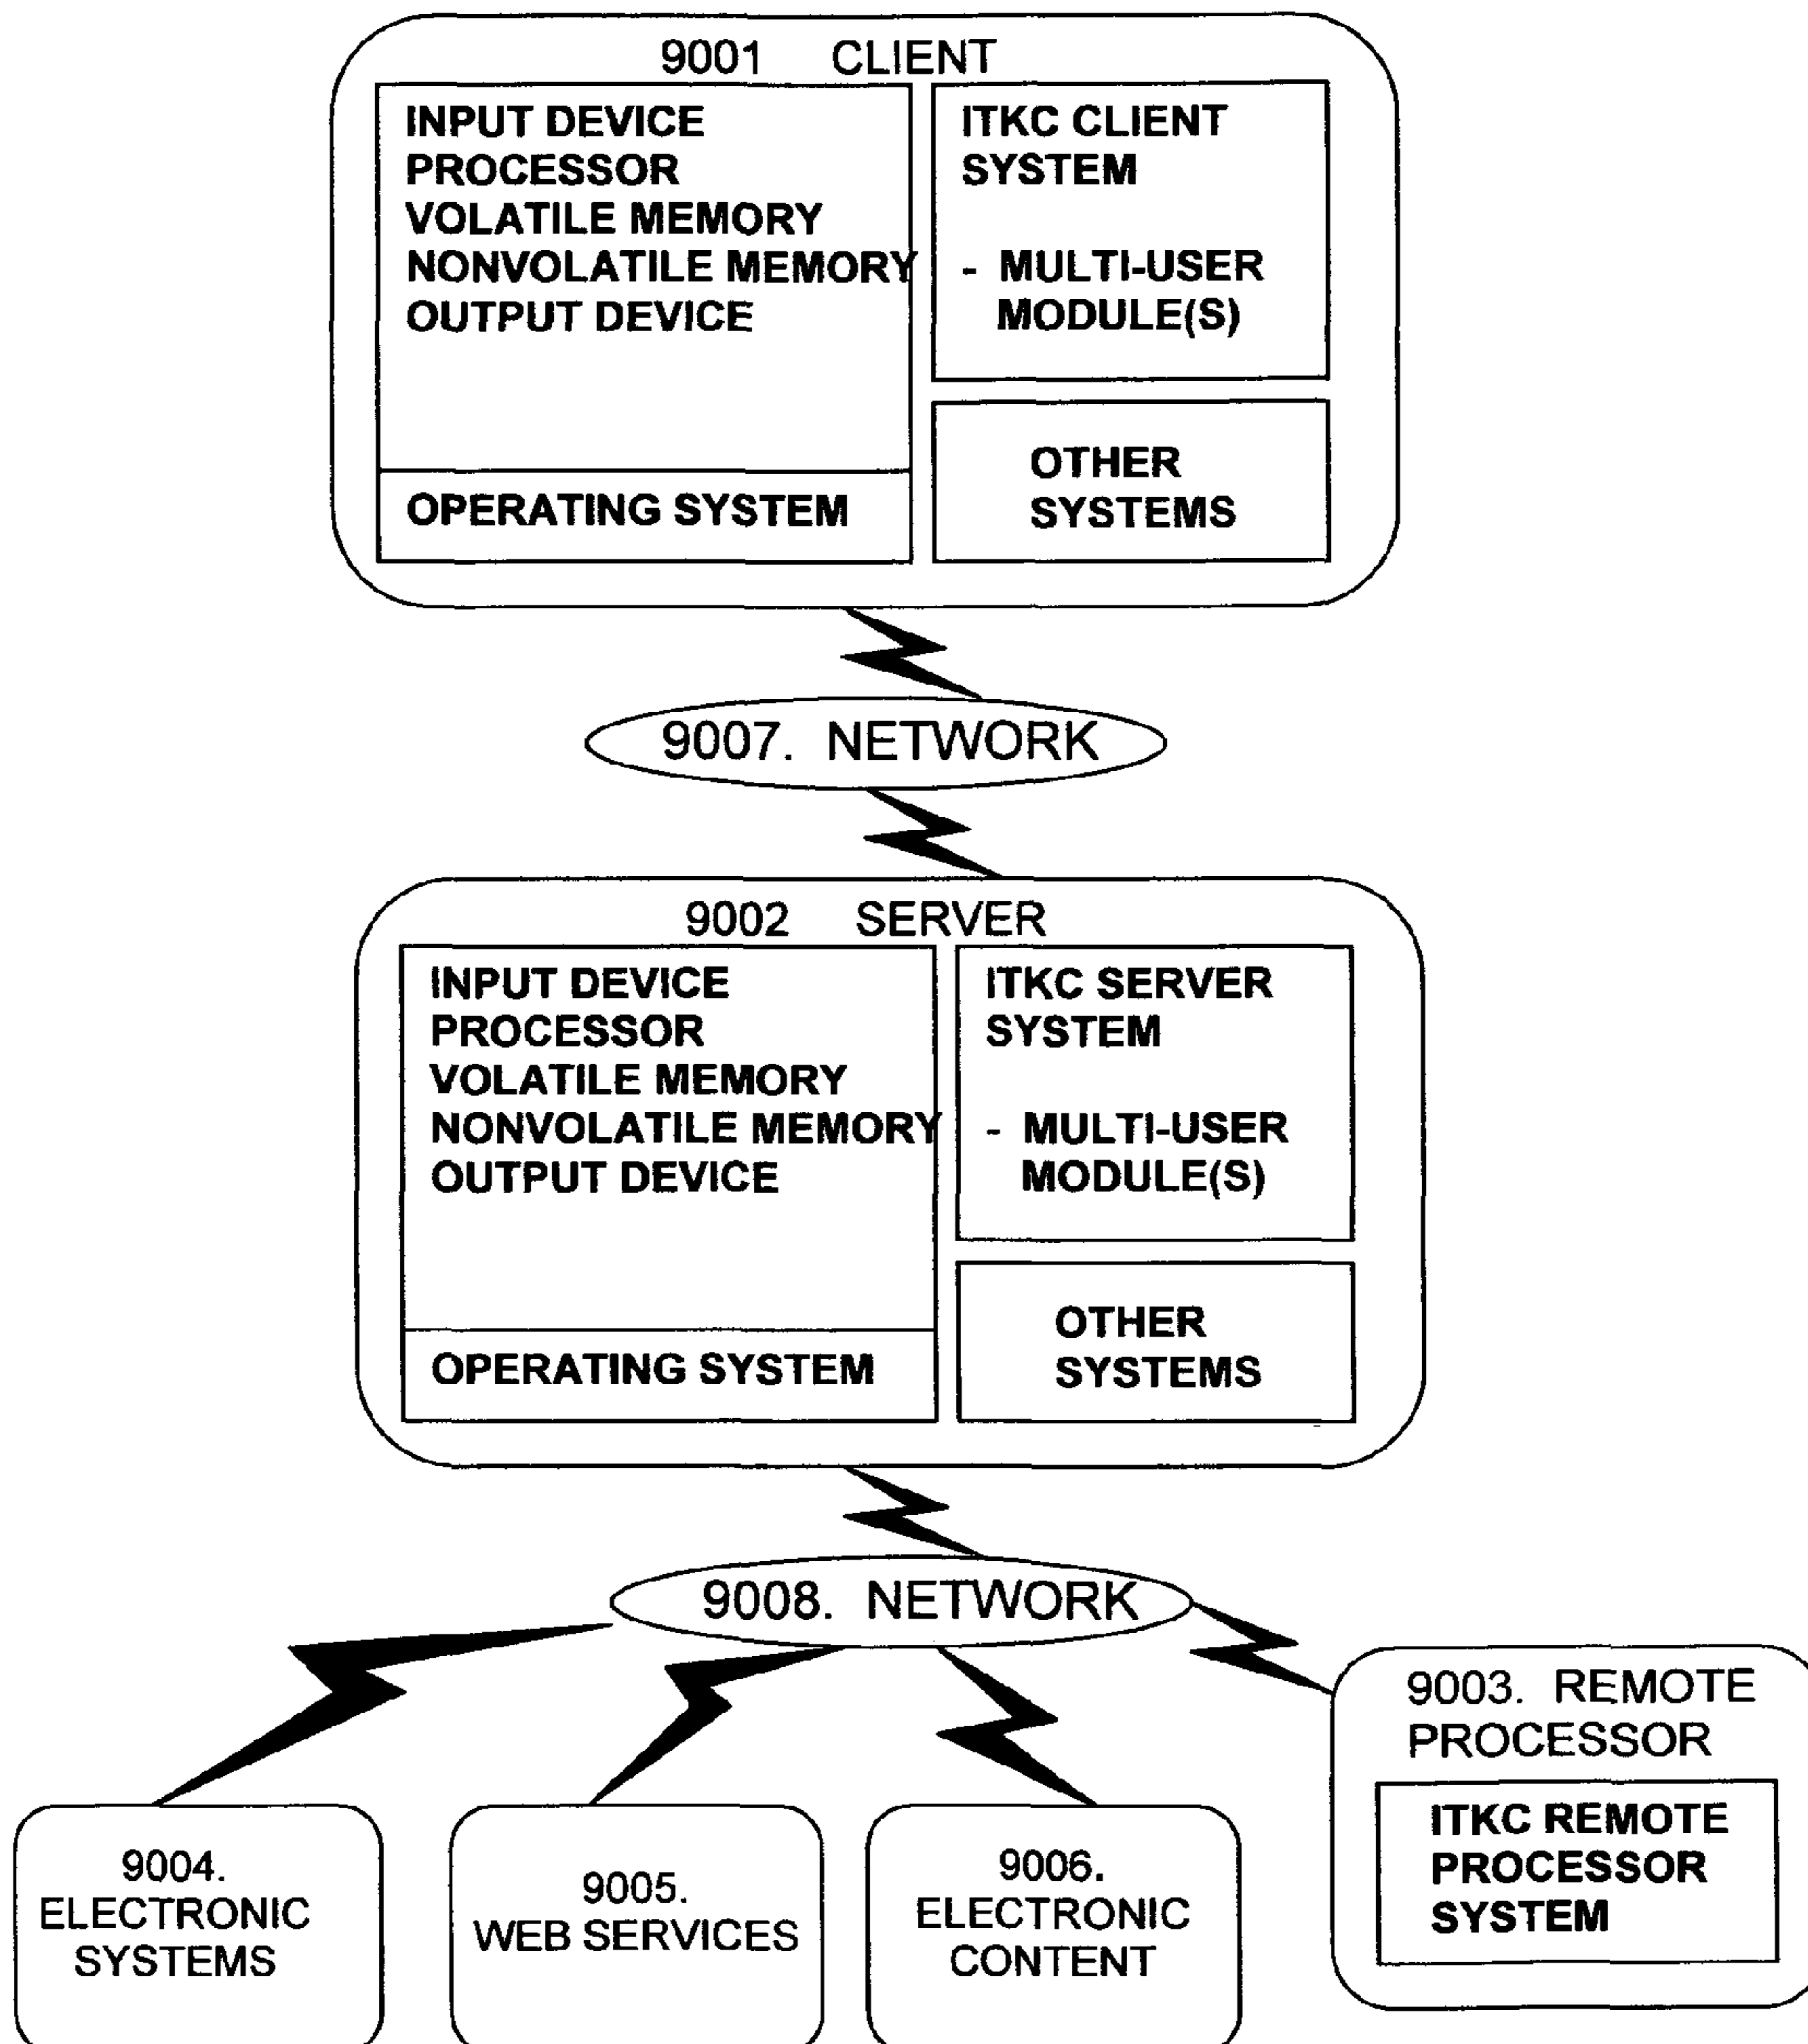 9001 CLIENT
INPUT DEVICE
PROCESSOR
VOLATILE MEMORY
NONVOLATILE MEMORY
OUTPUT DEVICE
OPERATING SYSTEM
ITKC CLIENT
SYSTEM
- MULTI-USER
MODULE(S)
OTHER
SYSTEMS
9007. NETWORK
9002 SERVER
INPUT DEVICE
PROCESSOR
VOLATILE MEMORY
NONVOLATILE MEMORY
OUTPUT DEVICE
OPERATING SYSTEM
ITKC SERVER
SYSTEM
- MULTI-USER
MODULE(S)
OTHER
SYSTEMS
9008. NETWORK
9004.
ELECTRONIC
SYSTEMS
9005.
WEB SERVICES
9006.
ELECTRONIC
CONTENT
9003. REMOTE
PROCESSOR
ITKC REMOTE
PROCESSOR
SYSTEM